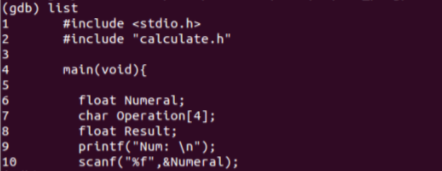 (gdb) list
1 #include <stdio.h>
2 #include "calculate.h"
3
4 main(void){
5
6 float Numeral;
7 char Operation[4];
8 float Result;
9 printf("Num: \n");
10 scanf("%f",&Numeral);